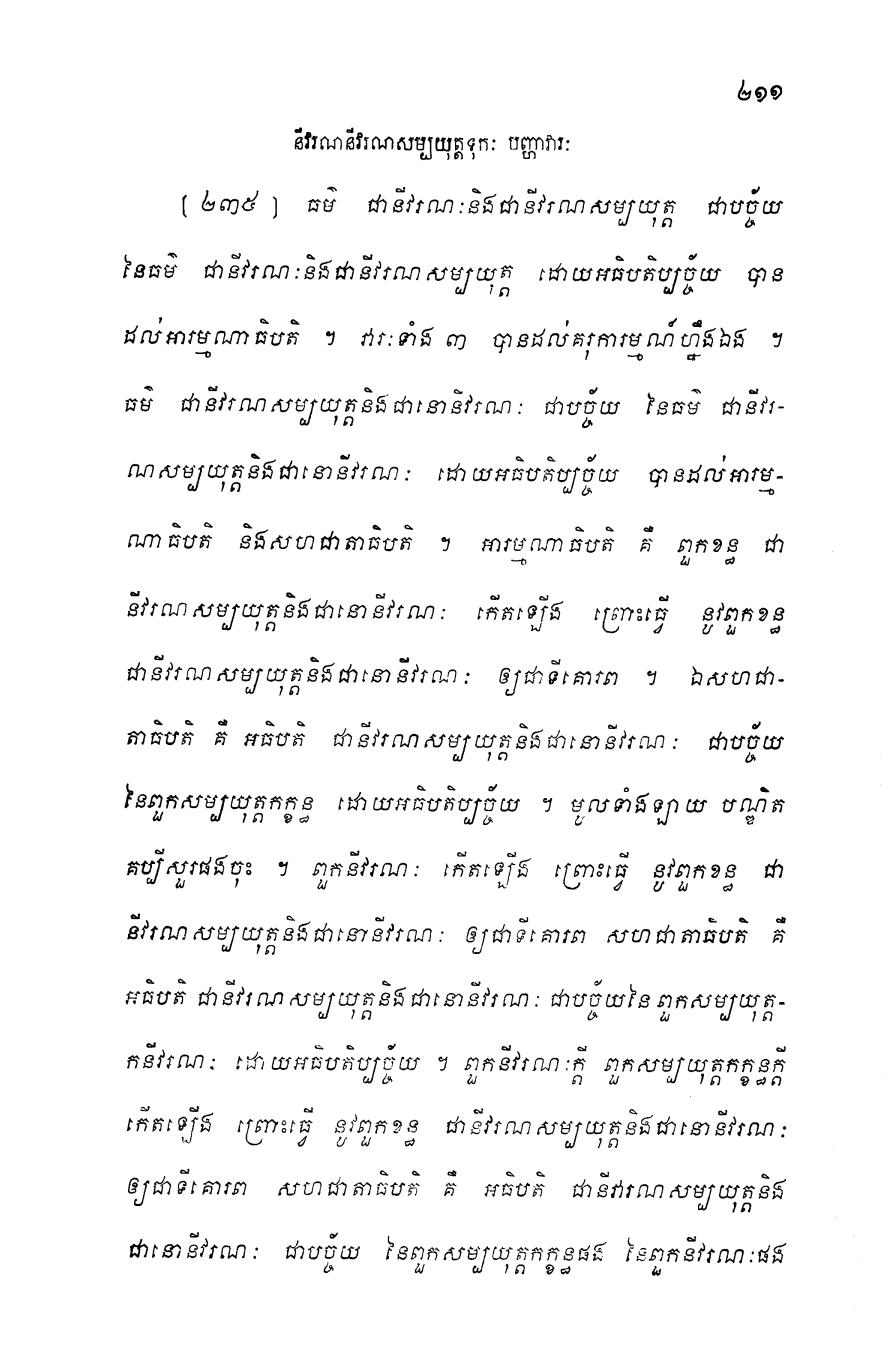 ២១១
នីវរណនីវរណសម្បយុត្តទុកៈ បញ្ហាវារៈ
[ ២៣៥ ] ធម៌ ជានីវរណៈនិងជានីវរណសម្បយុត្ត ជាបច្ច័យ
នៃធម៌ ជានីវរណៈនិងជានីវរណសម្បយុត្ត ដោយអធិបតិប្បច្ច័យ បាន
ដល់អារម្មណាធិបតិ ។ វារៈទាំង ៣ បានដល់គរុការម្មណ៍ហ្នឹងឯង ។
ធម៌ ជានីវរណសម្បយុត្តនិងជានោនីវរណៈ ជាបច្ច័យ នៃធម៌ ជានីវរ-
ណសម្បយុត្តនិងជានោនីវរណៈ ដោយអធិបតិប្បច្ច័យ បានដល់អារម្ម-
ណាធិបតិ និងសហជាតាធិបតិ ។ អារម្មណាធិបតិ គឺ ពួកខន្ធ ជា
នីវរណសម្បយុត្តនិងជានោនីវរណៈ កើតឡើង ព្រោះធ្វើ នូវពួកខន្ធ
ជានីវរណសម្បយុត្តនិងជានោនីវរណៈ ឲ្យជាទីគោរព ។ ឯសហជា-
តាធិបតិ គឺ អធិបតិ ជានីវរណសម្បយុត្តនិងជានោនីវរណៈ ជាបច្ច័យ
នៃពួកសម្បយុត្តកក្ខន្ធ ដោយអធិបតិប្បច្ច័យ ។ មូលទាំងឡាយ បណ្ឌិត
គប្បីសួរផងចុះ ។ ពួកនីវរណៈ កើតឡើង ព្រោះធ្វើ នូវពួកខន្ធ ជា
នីវរណសម្បយុត្តនិងជានោនីវរណៈ ឲ្យជាទីគោរព សហជាតាធិបតិ គឺ
អធិបតិ ជានីវរណសម្បយុត្តនិងជានោនីវរណៈ ជាបច្ច័យនៃ ពួកសម្បយុត្ត-
កនីវរណៈ ដោយអធិបតិប្បច្ច័យ ។ ពួកនីវរណៈក្តី ពួកសម្បយុត្តកក្ខន្ធក្តី
កើតឡើង ព្រោះធ្វើ នូវពួកខន្ធ ជានីវរណសម្បយុត្តនិងជានោនីវរណៈ
ឲ្យជាទីគោរព សហជាតាធិបតិ គឺ អធិបតិ ជានីវរណសម្បយុត្តនិង
ជានោនីវរណៈ ជាបច្ច័យ នៃពួកសម្បយុត្តកក្ខន្ធផង នៃពួកនីវរណៈផង